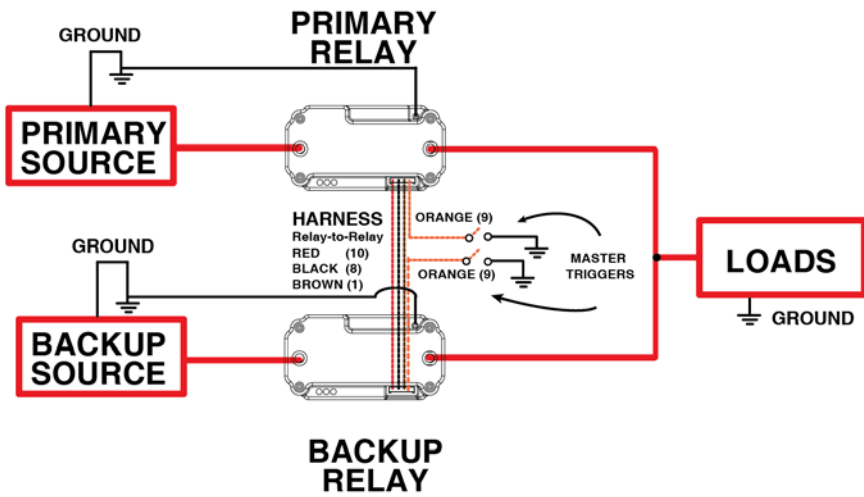 PRIMARY
RELAY
GROUND
PRIMARY
SOURCE
HARNESS
Relay-to-Relay
RED (10)
BLACK (8)
BROWN (1)
ORANGE (9)
ORANGE (9)
MASTER
TRIGGERS
LOADS
GROUND
GROUND
BACKUP
SOURCE
BACKUP
RELAY